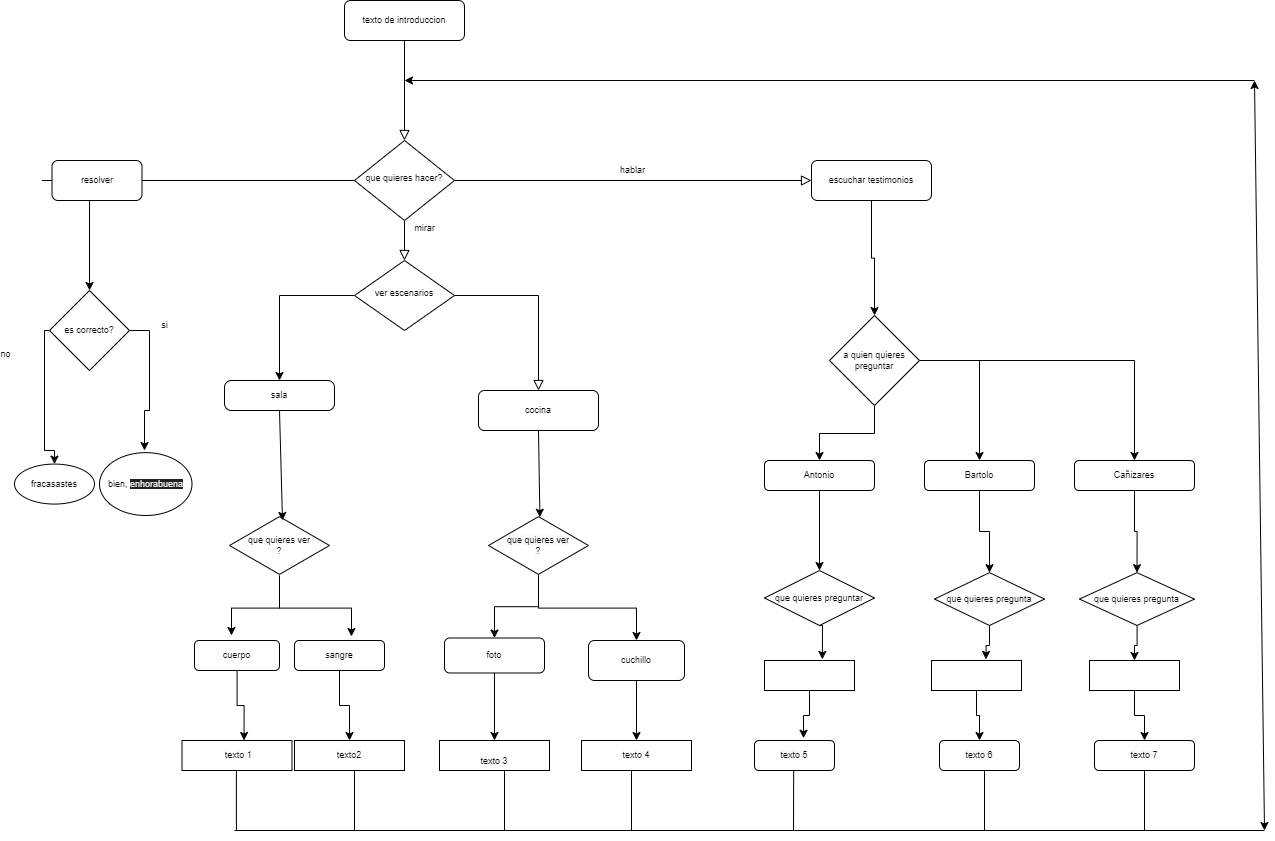 texto de introduccion
hablar
resolver
que quieres hacer?
escuchar testimonios
mirar
ver escenarios
si
es correcto?
no
a quien quieres
preguntar
sala
cocina
Antonio
Bartolo
Cañizares
fracasastes
bien, enhorabuena
que quieres ver
?
que quieres ver
?
que quieres preguntar
que quieres pregunta
que quieres pregunta
cuerpo
sangre
foto
cuchillo
texto 1
texto2
texto 3
texto 4
texto 5
texto 6
texto 7